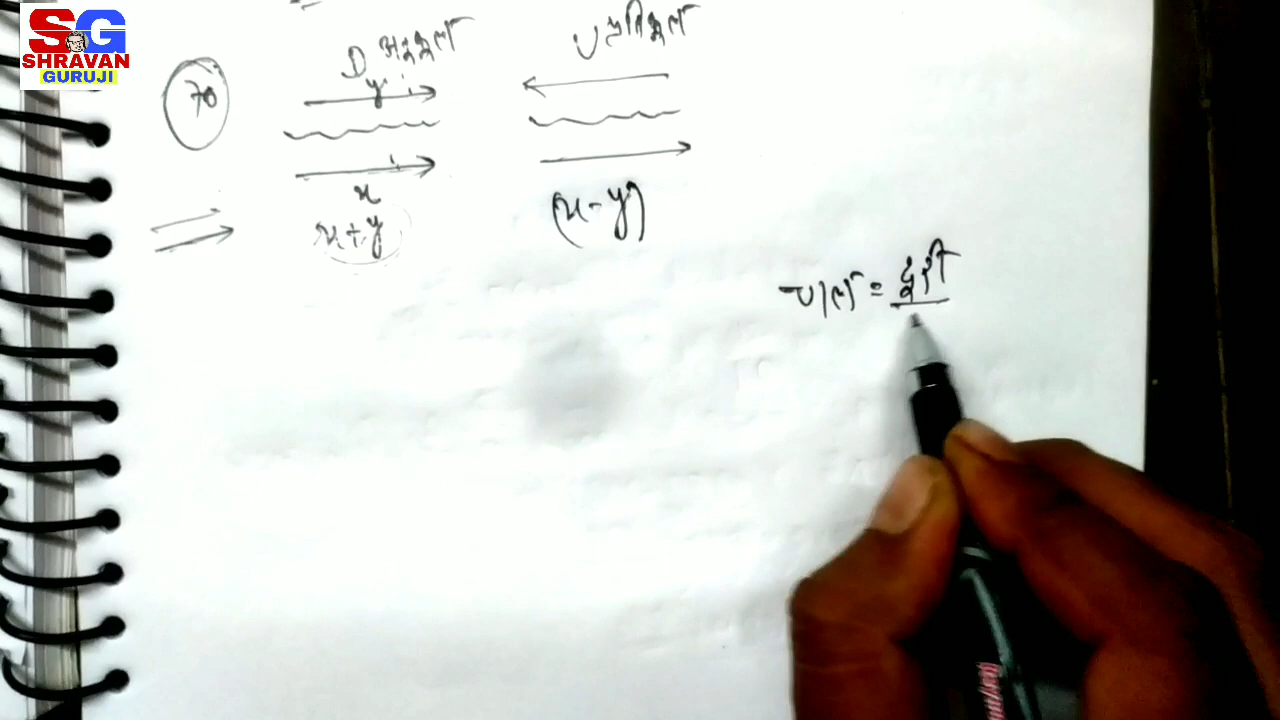 SG
SHRAVAN
GURUJI
70
D अनुकूल
U प्रतिकूल
y
x
x+y
(x-y)
चाल = दूरी